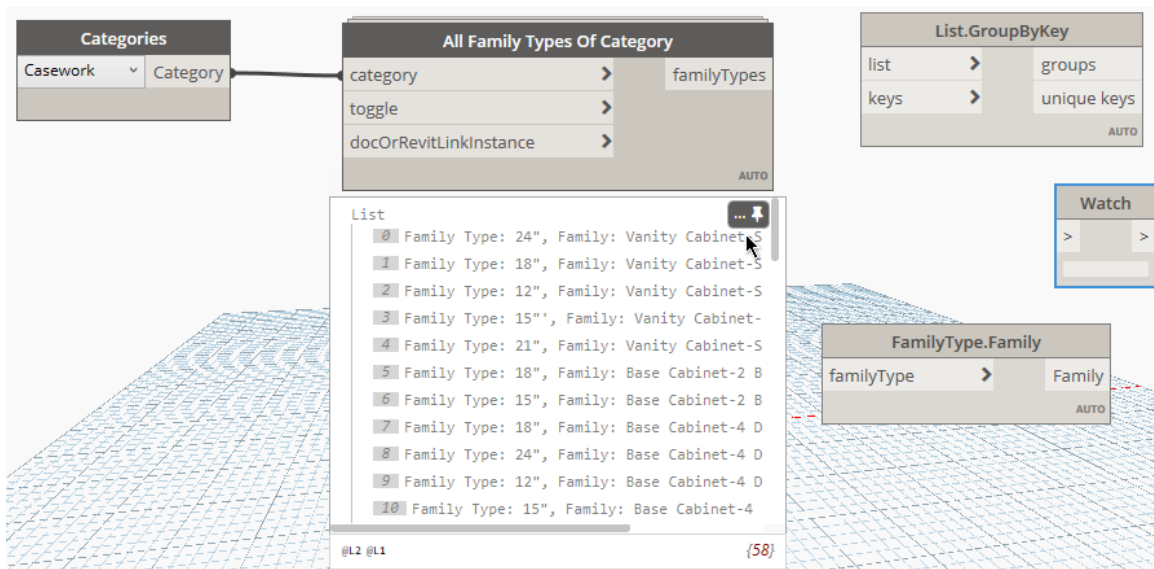 Categories
Casework Category
All Family Types Of Category
category familyTypes
toggle
docOrRevitLinkInstance
AUTO
List
...
0 Family Type: 24", Family: Vanity Cabinet-S
1 Family Type: 18", Family: Vanity Cabinet-S
2 Family Type: 12", Family: Vanity Cabinet-S
3 Family Type: 15"', Family: Vanity Cabinet-
4 Family Type: 21", Family: Vanity Cabinet-S
5 Family Type: 18", Family: Base Cabinet-2 B
6 Family Type: 15", Family: Base Cabinet-2 B
7 Family Type: 18", Family: Base Cabinet-4 D
8 Family Type: 24", Family: Base Cabinet-4 D
9 Family Type: 12", Family: Base Cabinet-4 D
10 Family Type: 15", Family: Base Cabinet-4
@L2 @L1 {58}
List.GroupByKey
list groups
keys unique keys
AUTO
Watch
> >
FamilyType.Family
familyType Family
AUTO